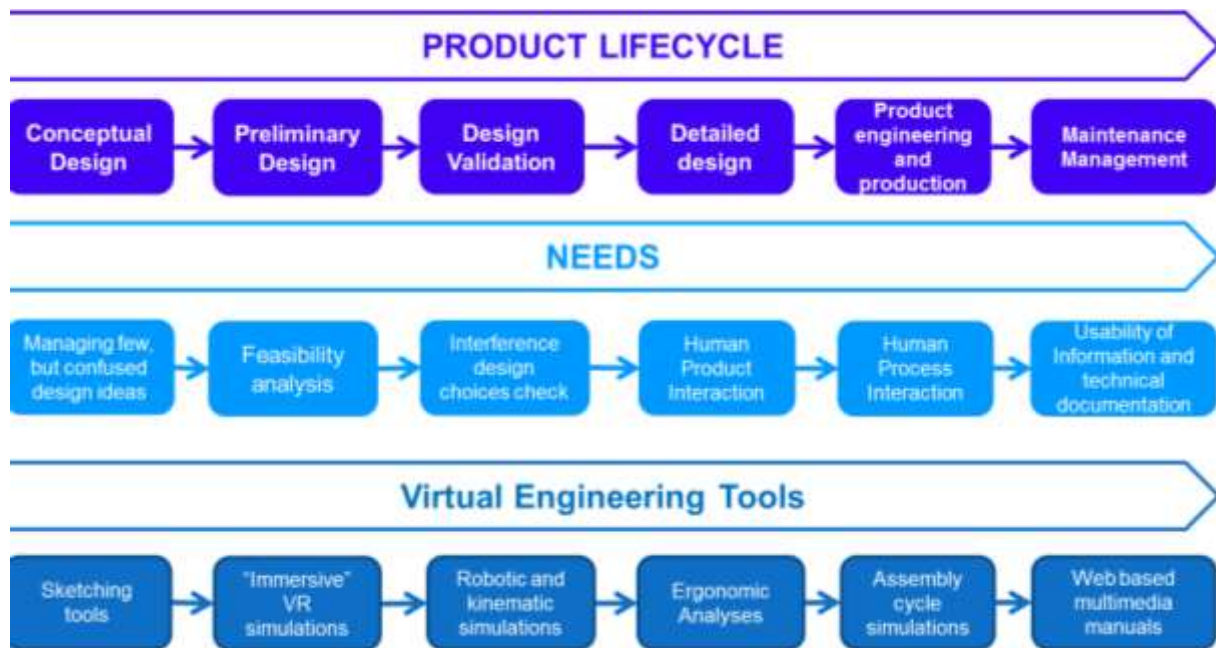 PRODUCT LIFECYCLE
Conceptual
Design
Preliminary
Design
Design
Validation
Detailed
design
Product
engineering
and
production
Maintenance
Management
NEEDS
Managing few,
but confused
design ideas
Feasibility
analysis
Interference
design
choices check
Human
Product
Interaction
Human
Process
Interaction
Usability of
Information and
technical
documentation
Virtual Engineering Tools
Sketching
tools
"Immersive"
VR
simulations
Robotic and
kinematic
simulations
Ergonomic
Analyses
Assembly
cycle
simulations
Web based
multimedia
manuals